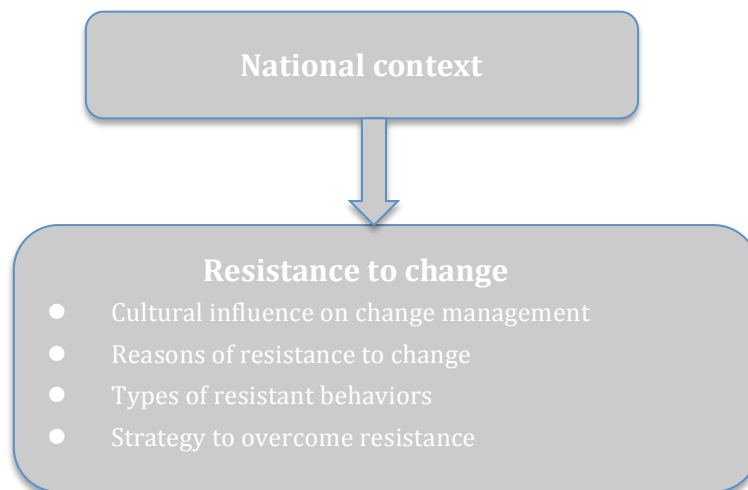 National context
Resistance to change
● Cultural influence on change management
● Reasons of resistance to change
● Types of resistant behaviors
● Strategy to overcome resistance